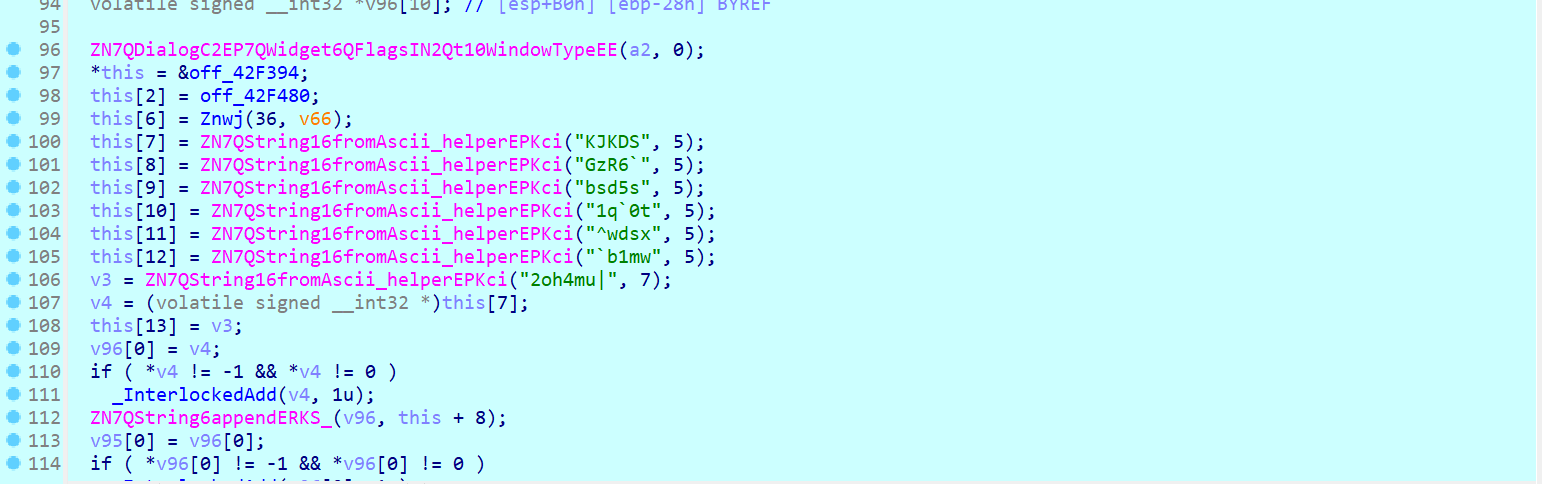 94 volatile signed __int32 *v96[10]; // [esp+B0h] [ebp-28h] BYREF
95
96 ZN7QDialogC2EP7QWidget6QFlagsIN2Qt10WindowTypeEE(a2, 0);
97 *this = &off_42F394;
98 this[2] = off_42F480;
99 this[6] = Znwj(36, v66);
100 this[7] = ZN7QString16fromAscii_helperEPKci("KJKDS", 5);
101 this[8] = ZN7QString16fromAscii_helperEPKci("GzR6`", 5);
102 this[9] = ZN7QString16fromAscii_helperEPKci("bsd5s", 5);
103 this[10] = ZN7QString16fromAscii_helperEPKci("1q`0t", 5);
104 this[11] = ZN7QString16fromAscii_helperEPKci("^wdsx", 5);
105 this[12] = ZN7QString16fromAscii_helperEPKci("`b1mw", 5);
106 v3 = ZN7QString16fromAscii_helperEPKci("2oh4mu|", 7);
107 v4 = (volatile signed __int32 *)this[7];
108 this[13] = v3;
109 v96[0] = v4;
110 if ( *v4 != -1 && *v4 != 0 )
111 _InterlockedAdd(v4, 1u);
112 ZN7QString6appendERKS_(v96, this + 8);
113 v95[0] = v96[0];
114 if ( *v96[0] != -1 && *v96[0] != 0 )